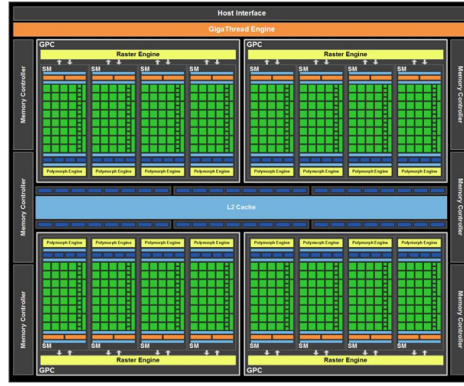 Host Interface
GigaThread Engine
GPC
GPC
Raster Engine
Raster Engine
SM SM SM SM
SM SM SM SM
Memory Controller
Memory Controller
Polymorph Engine Polymorph Engine Polymorph Engine Polymorph Engine
Polymorph Engine Polymorph Engine Polymorph Engine Polymorph Engine
Memory Controller
L2 Cache
Memory Controller
Polymorph Engine Polymorph Engine Polymorph Engine Polymorph Engine
Polymorph Engine Polymorph Engine Polymorph Engine Polymorph Engine
Memory Controller
Memory Controller
SM SM SM SM
SM SM SM SM
Raster Engine
Raster Engine
GPC
GPC